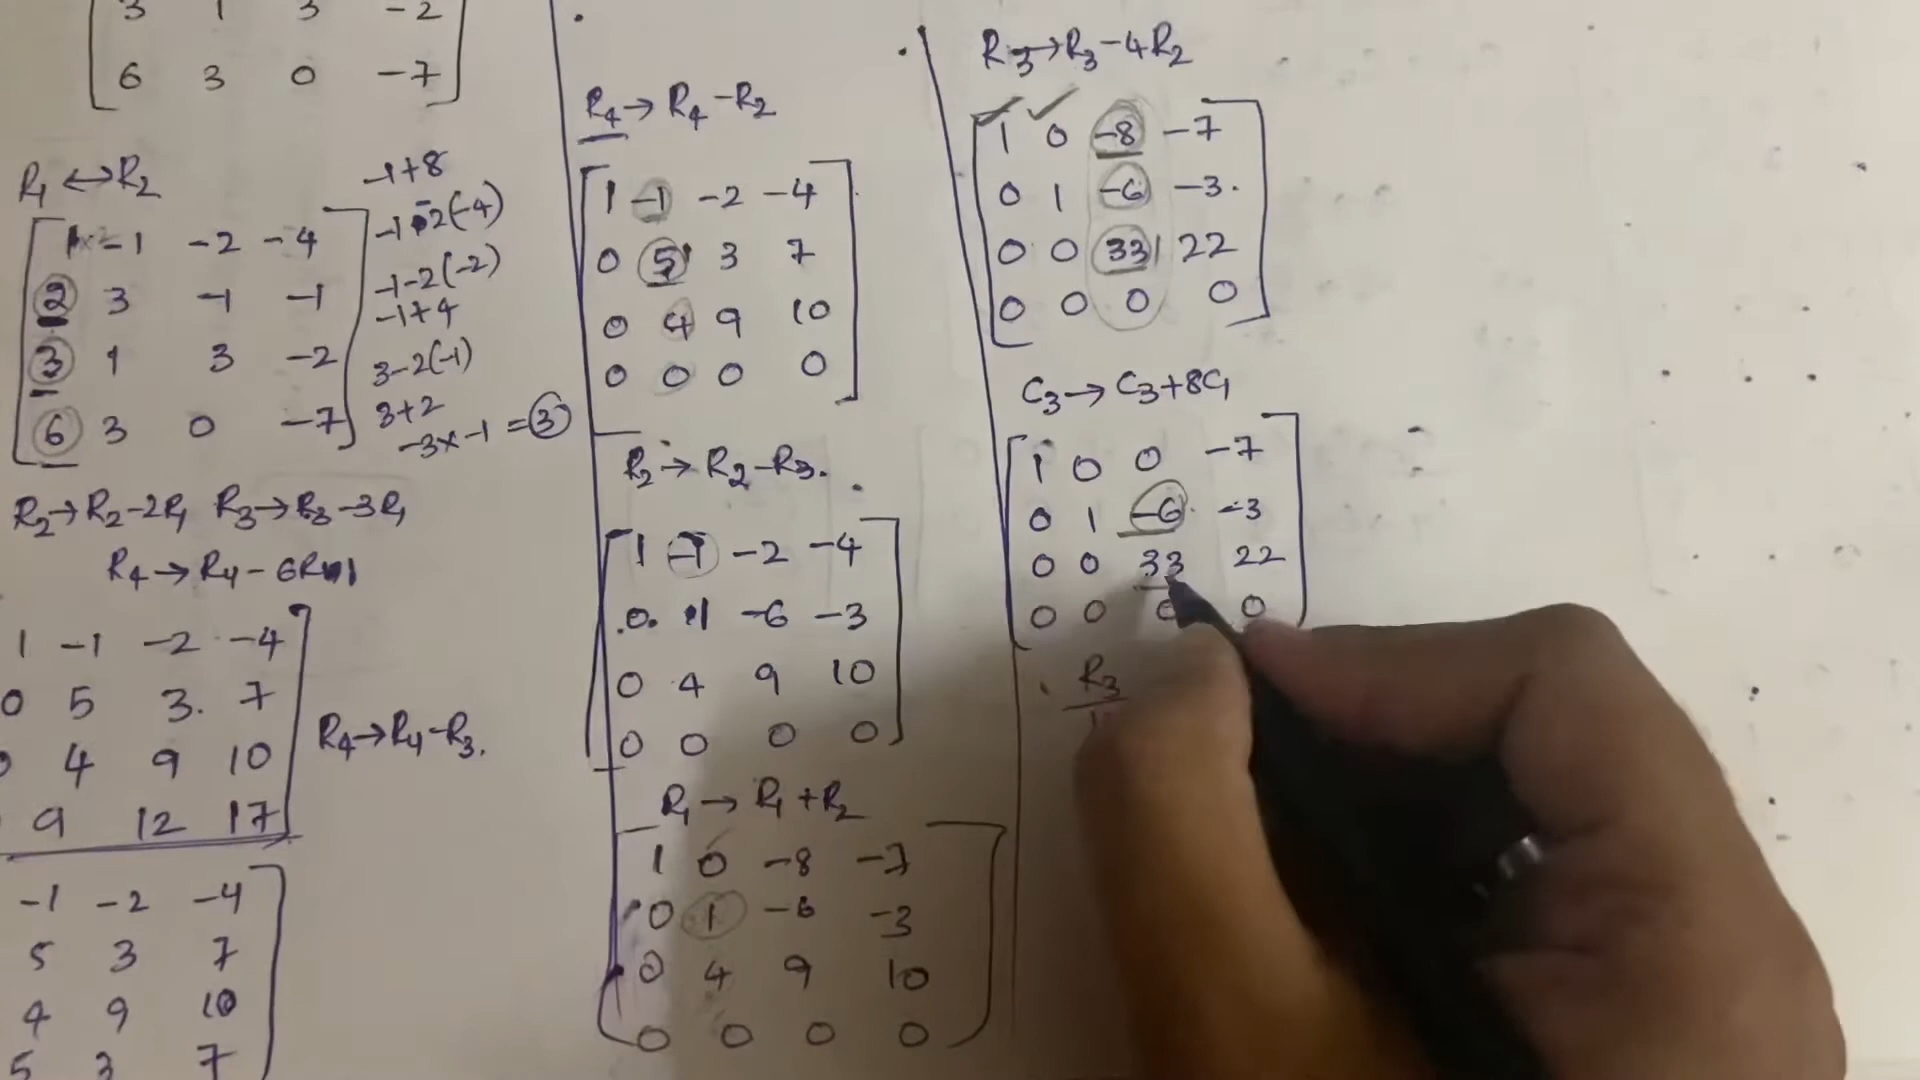 3 1 3 -2
6 3 0 -7
R1 ↔ R2
1 -1 -2 -4
2 3 -1 -1
3 1 3 -2
6 3 0 -7
-1+8
-1-2(-4)
-1-2(-2)
-1+4
3-2(-1)
3+2
-3x-1 = 3
R2→R2-2R1 R3→R3-3R1
R4→R4-6R1
1 -1 -2 -4
0 5 3. 7
0 4 9 10
9 12 17
R4→R4-R3.
-1 -2 -4
5 3 7
4 9 10
5 3 7
R4→R4-R2
1 -1 -2 -4
0 5 3 7
0 4 9 10
0 0 0 0
R2→R2-R3.
1 -1 -2 -4
0. 1 -6 -3
0 4 9 10
0 0 0 0
R1→R1+R2
1 0 -8 -7
0 1 -6 -3
0 4 9 10
0 0 0 0
R3→R3-4R2
1 0 -8 -7
0 1 -6 -3.
0 0 33 22
0 0 0 0
C3→C3+8C1
1 0 0 -7
0 1 -6 -3
0 0 33 22
0 0 0 0
R3